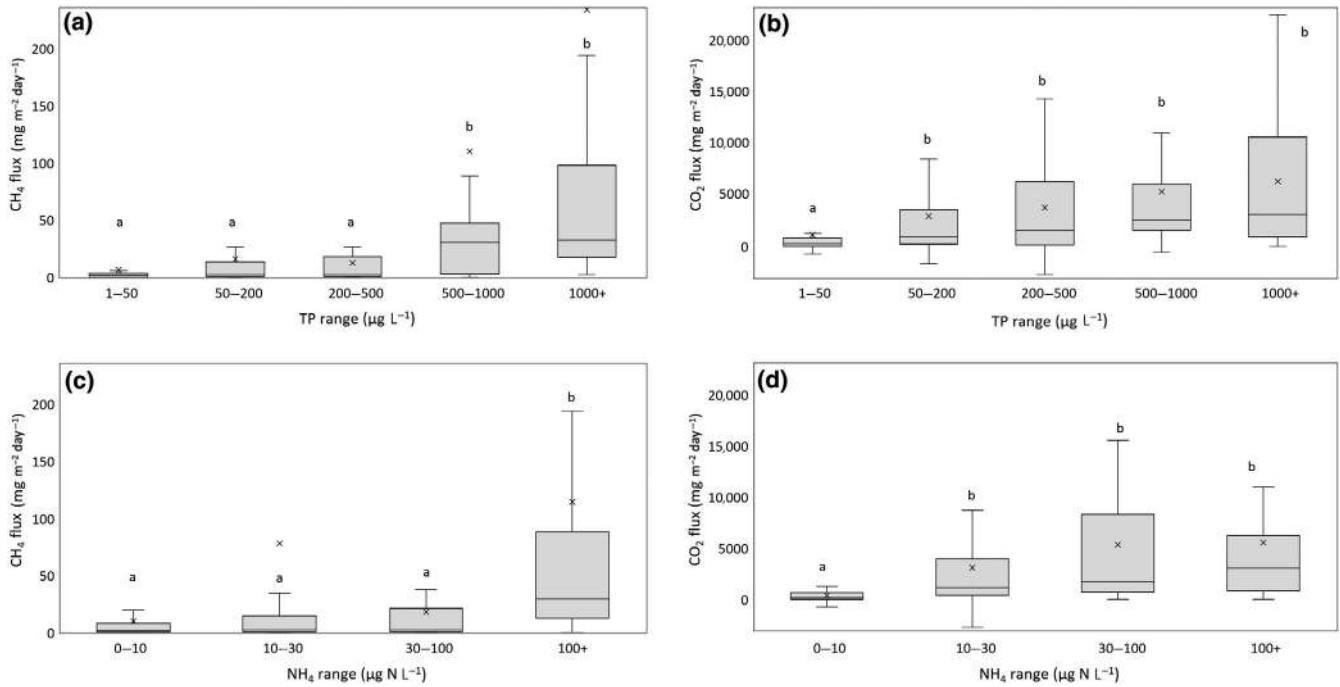 (a)
CH₄ flux (mg m⁻² day⁻¹)
200
150
100
50
0
a
a
a
b
b
1–50
50–200
200–500
500–1000
1000+
TP range (µg L⁻¹)
(b)
CO₂ flux (mg m⁻² day⁻¹)
20,000
15,000
10,000
5000
0
a
b
b
b
b
1–50
50–200
200–500
500–1000
1000+
TP range (µg L⁻¹)
(c)
CH₄ flux (mg m⁻² day⁻¹)
200
150
100
50
0
a
a
a
b
0–10
10–30
30–100
100+
NH₄ range (µg N L⁻¹)
(d)
CO₂ flux (mg m⁻² day⁻¹)
20,000
15,000
10,000
5000
0
a
b
b
b
0–10
10–30
30–100
100+
NH₄ range (µg N L⁻¹)